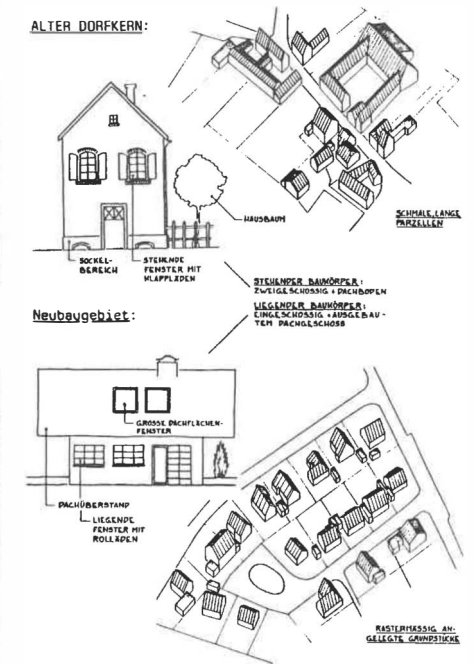 ALTER DORFKERN:
HAUSBAUM
SCHMALE, LANGE
PARZELLEN
SOCKEL-
BEREICH
STEHENDE
FENSTER MIT
KLAPPLÄDEN
STEHENDER BAUKÖRPER:
ZWEIGESCHOSSIG + DACHBODEN
LIEGENDER BAUKÖRPER:
EINGESCHOSSIG + AUSGEBAU-
TEM DACHGESCHOSS
Neubaugebiet:
GROSSE DACHFLÄCHEN-
FENSTER
DACHÜBERSTAND
LIEGENDE
FENSTER MIT
ROLLÄDEN
RASTERMÄSSIG AN-
GELEGTE GRUNDSTÜCKE